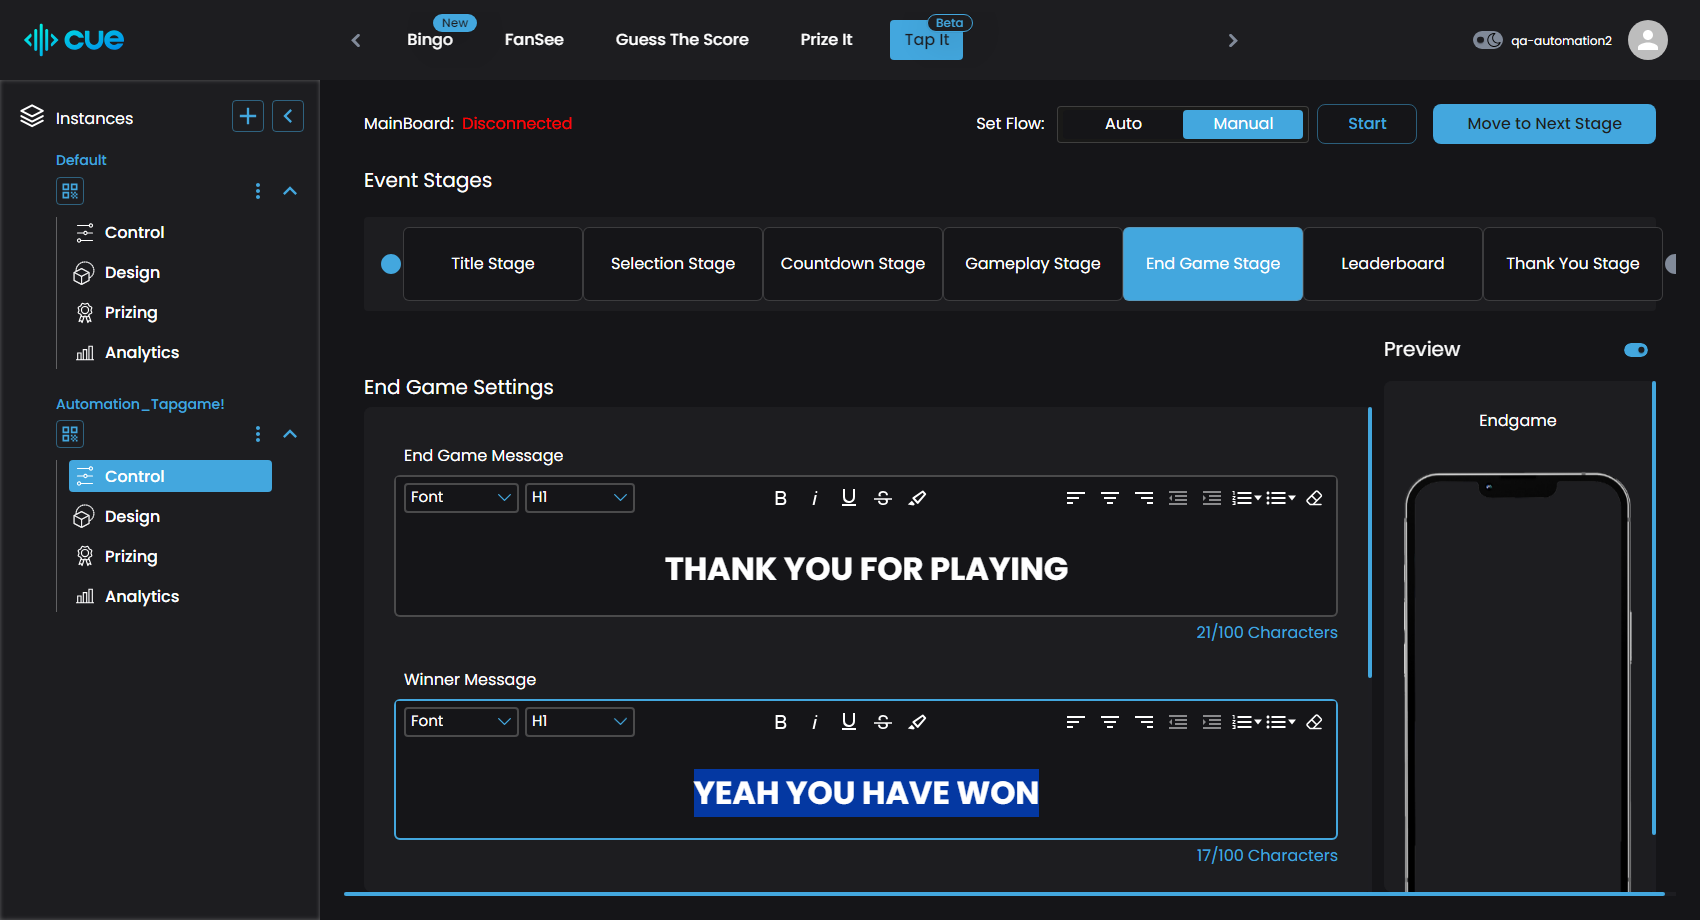 cue
New
Bingo
FanSee
Guess The Score
Prize It
Beta
Tap It
qa-automation2
Instances
Default
Control
Design
Prizing
Analytics
Automation_Tapgame!
Control
Design
Prizing
Analytics
MainBoard: Disconnected
Set Flow:
Auto
Manual
Start
Move to Next Stage
Event Stages
Title Stage
Selection Stage
Countdown Stage
Gameplay Stage
End Game Stage
Leaderboard
Thank You Stage
End Game Settings
End Game Message
Font
H1
THANK YOU FOR PLAYING
21/100 Characters
Winner Message
Font
H1
YEAH YOU HAVE WON
17/100 Characters
Preview
Endgame